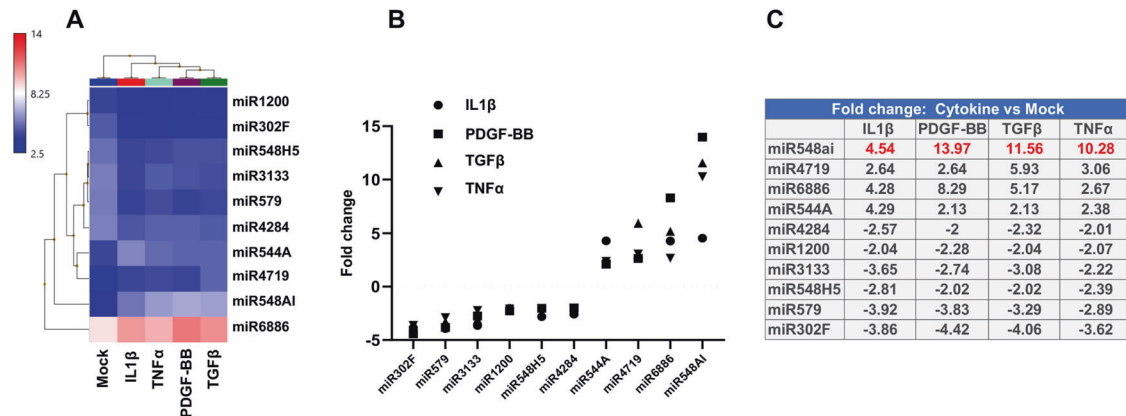 A
14
8.25
2.5
miR1200
miR302F
miR548H5
miR3133
miR579
miR4284
miR544A
miR4719
miR548AI
miR6886
Mock
IL1β
TNFα
PDGF-BB
TGFβ
B
IL1β
PDGF-BB
TGFβ
TNFα
Fold change
15
10
5
0
-5
miR302F
miR579
miR3133
miR1200
miR548H5
miR4284
miR544A
miR4719
miR6886
miR548AI
C
Fold change: Cytokine vs Mock
IL1β PDGF-BB TGFβ TNFα
miR548ai 4.54 13.97 11.56 10.28
miR4719 2.64 2.64 5.93 3.06
miR6886 4.28 8.29 5.17 2.67
miR544A 4.29 2.13 2.13 2.38
miR4284 -2.57 -2 -2.32 -2.01
miR1200 -2.04 -2.28 -2.04 -2.07
miR3133 -3.65 -2.74 -3.08 -2.22
miR548H5 -2.81 -2.02 -2.02 -2.39
miR579 -3.92 -3.83 -3.29 -2.89
miR302F -3.86 -4.42 -4.06 -3.62